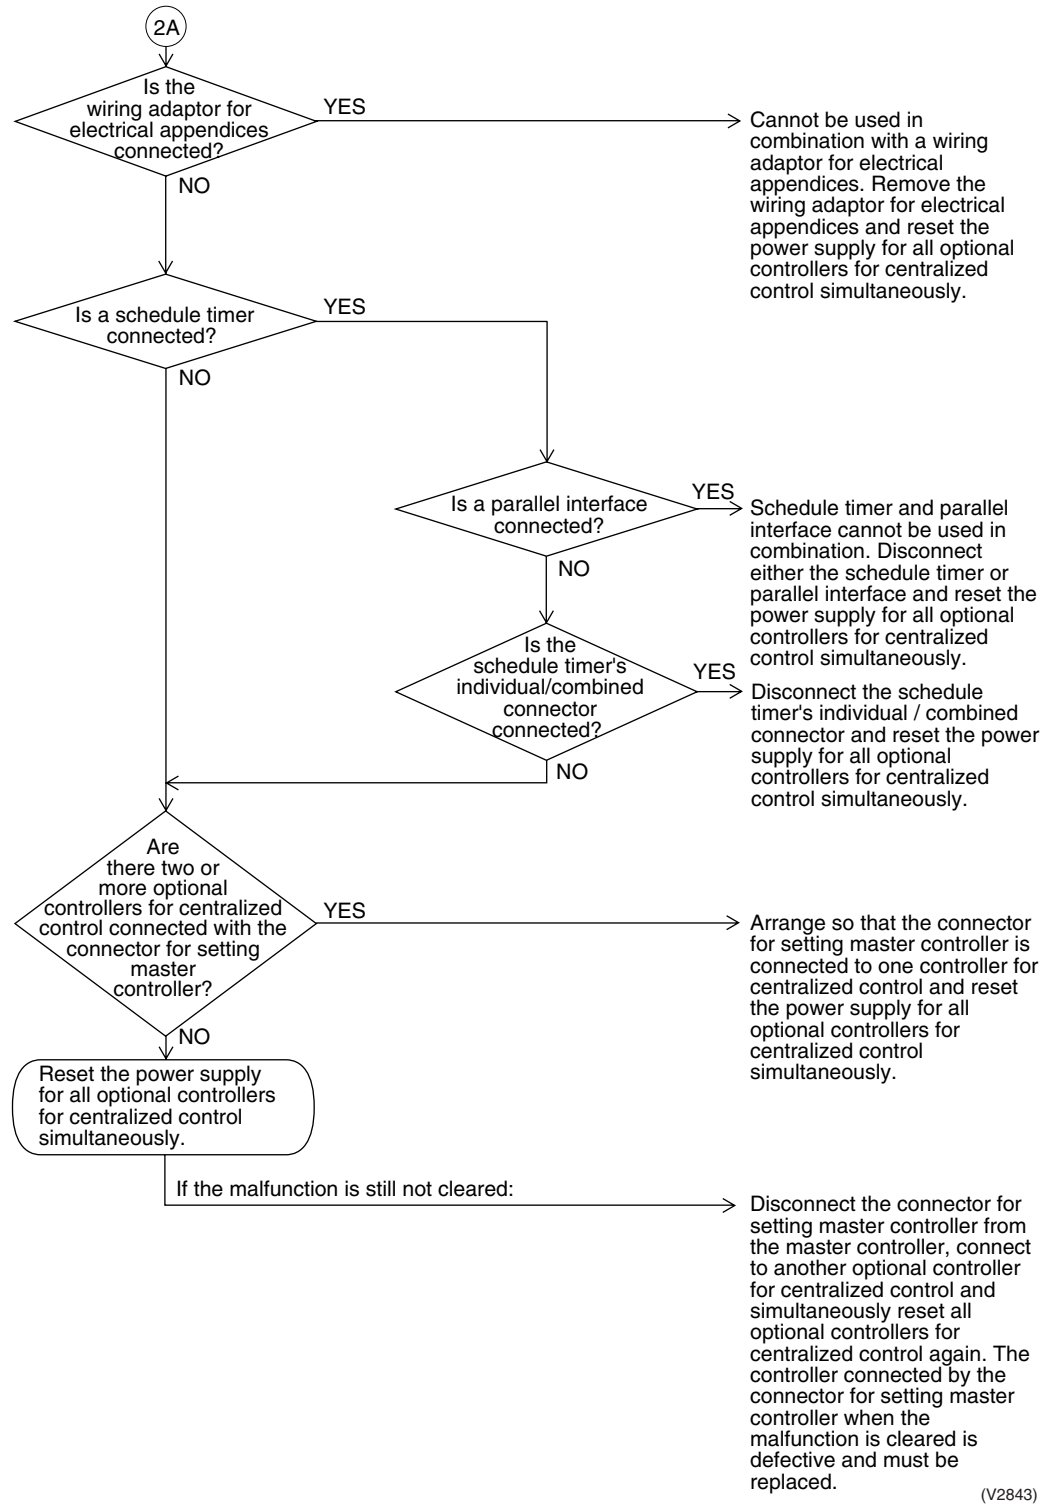 2A
Is the
wiring adaptor for
electrical appendices
connected?
YES
NO
Cannot be used in
combination with a wiring
adaptor for electrical
appendices. Remove the
wiring adaptor for electrical
appendices and reset the
power supply for all optional
controllers for centralized
control simultaneously.
Is a schedule timer
connected?
YES
NO
Is a parallel interface
connected?
YES
NO
Schedule timer and parallel
interface cannot be used in
combination. Disconnect
either the schedule timer or
parallel interface and reset the
power supply for all optional
controllers for centralized
control simultaneously.
Is the
schedule timer's
individual/combined
connector
connected?
YES
NO
Disconnect the schedule
timer's individual / combined
connector and reset the power
supply for all optional
controllers for centralized
control simultaneously.
Are
there two or
more optional
controllers for centralized
control connected with the
connector for setting
master
controller?
YES
NO
Arrange so that the connector
for setting master controller is
connected to one controller for
centralized control and reset
the power supply for all
optional controllers for
centralized control
simultaneously.
Reset the power supply
for all optional controllers
for centralized control
simultaneously.
If the malfunction is still not cleared:
Disconnect the connector for
setting master controller from
the master controller, connect
to another optional controller
for centralized control and
simultaneously reset all
optional controllers for
centralized control again. The
controller connected by the
connector for setting master
controller when the
malfunction is cleared is
defective and must be
replaced.
(V2843)